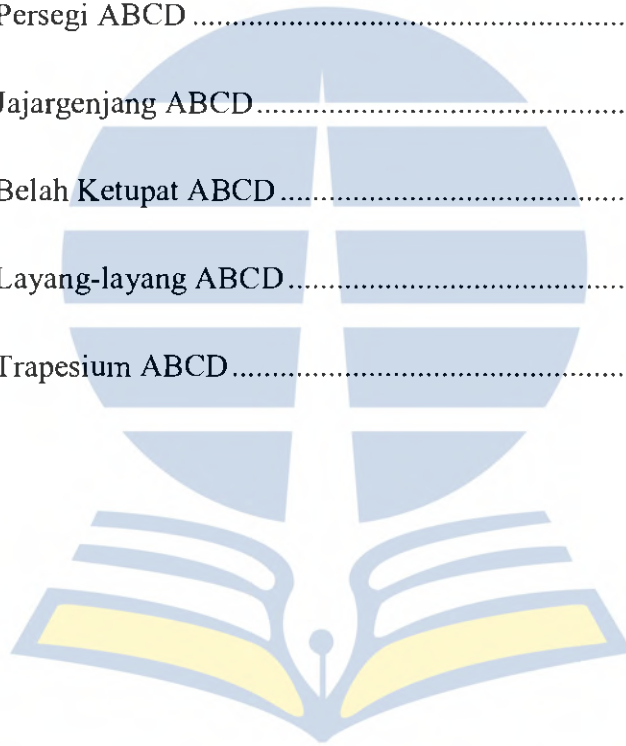 Persegi ABCD ..........................................................
Jajargenjang ABCD ..................................................
Belah Ketupat ABCD ..............................................
Layang-layang ABCD .............................................
Trapesium ABCD .....................................................